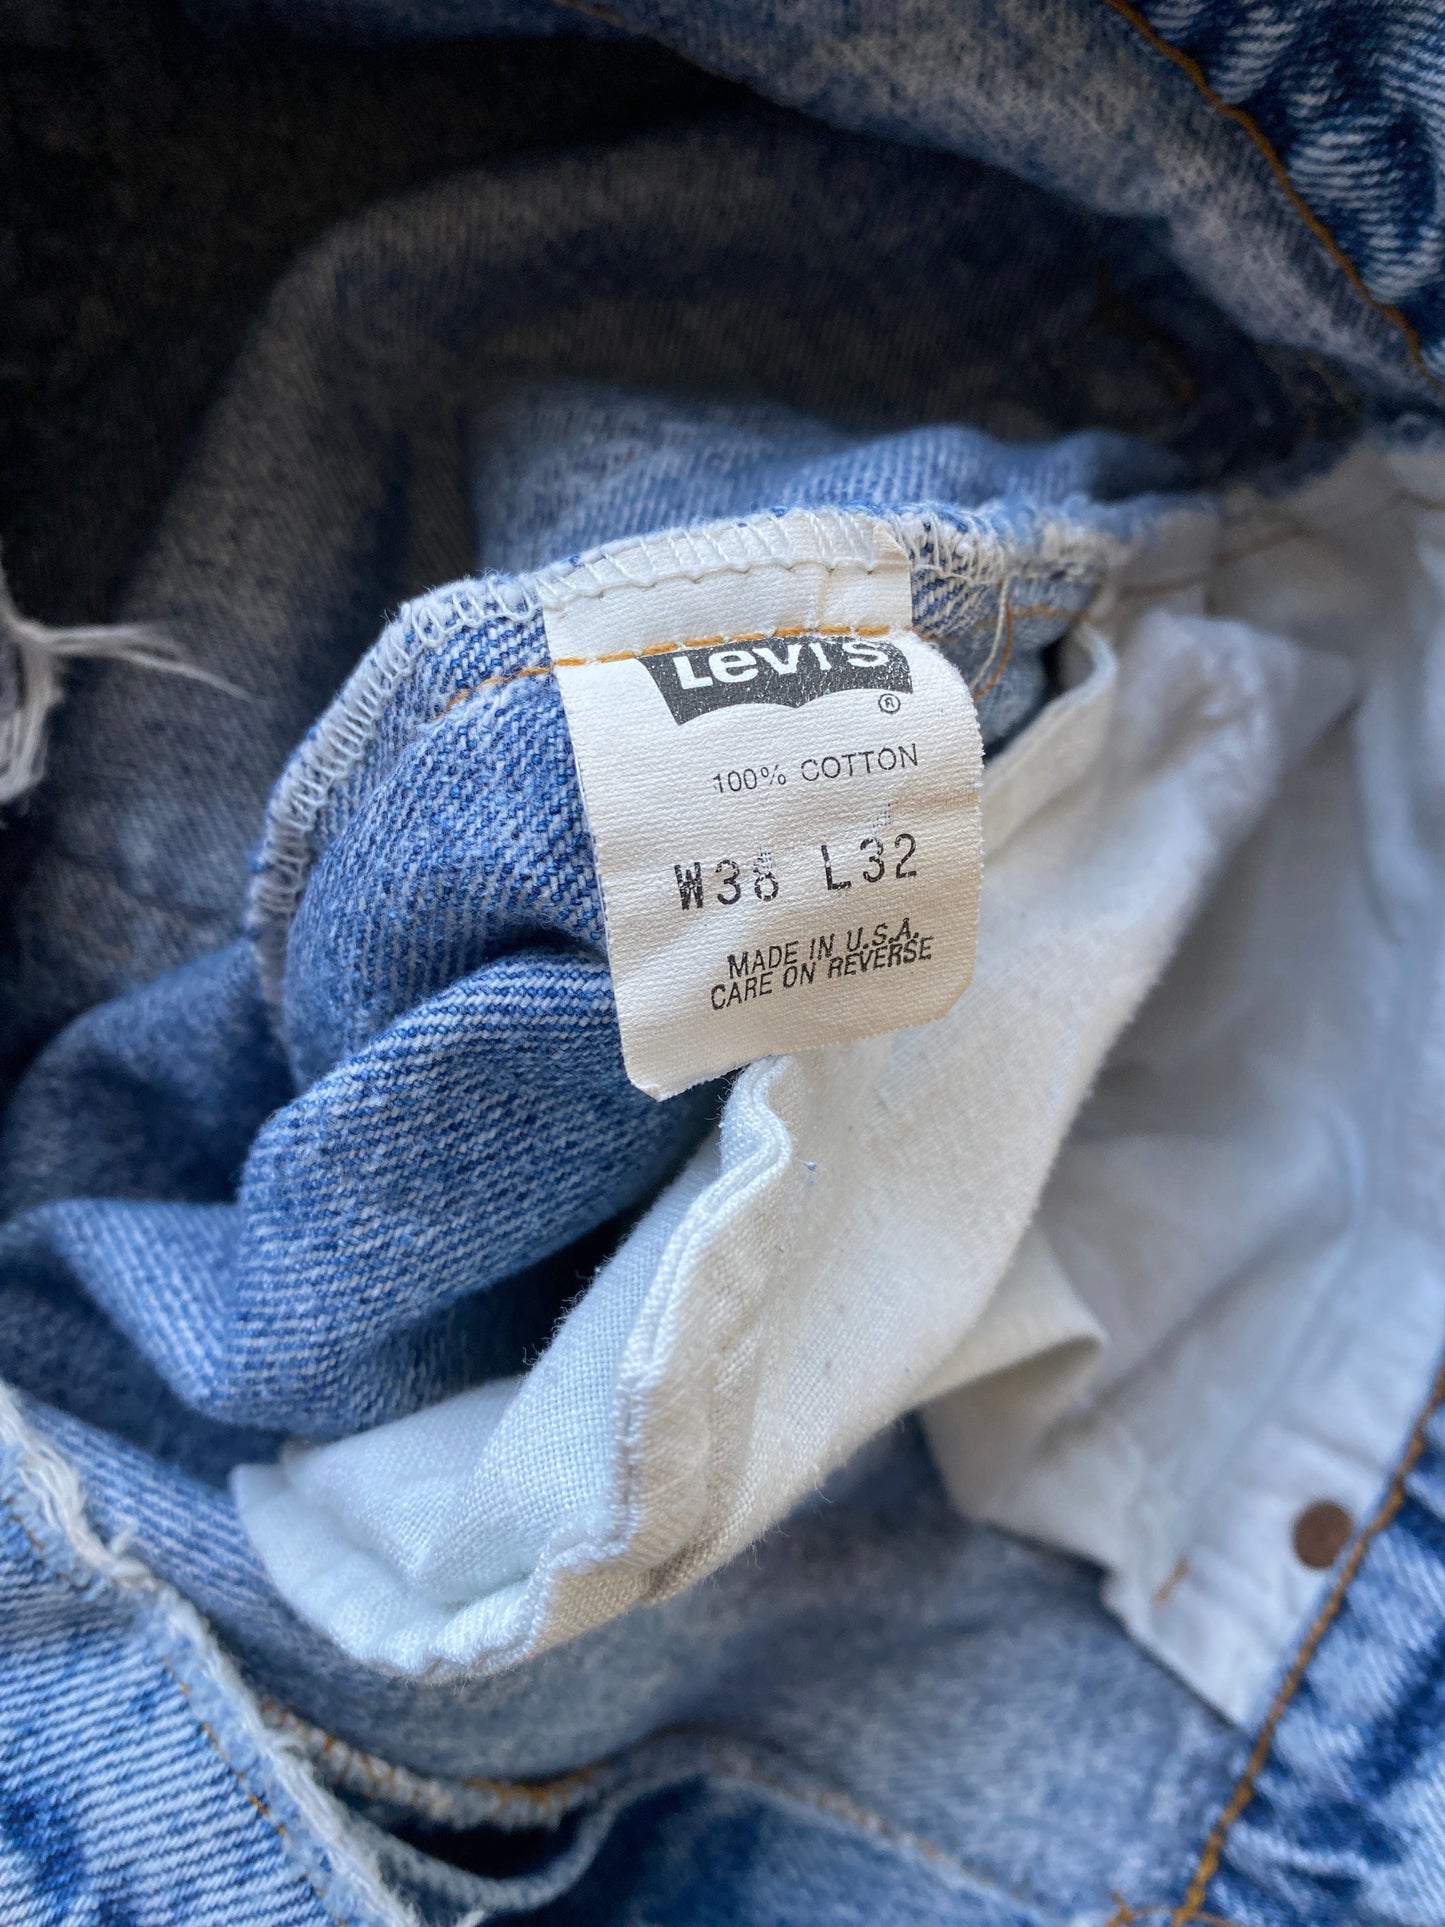 Levi's
®
100% COTTON
W38 L32
MADE IN U.S.A.
CARE ON REVERSE